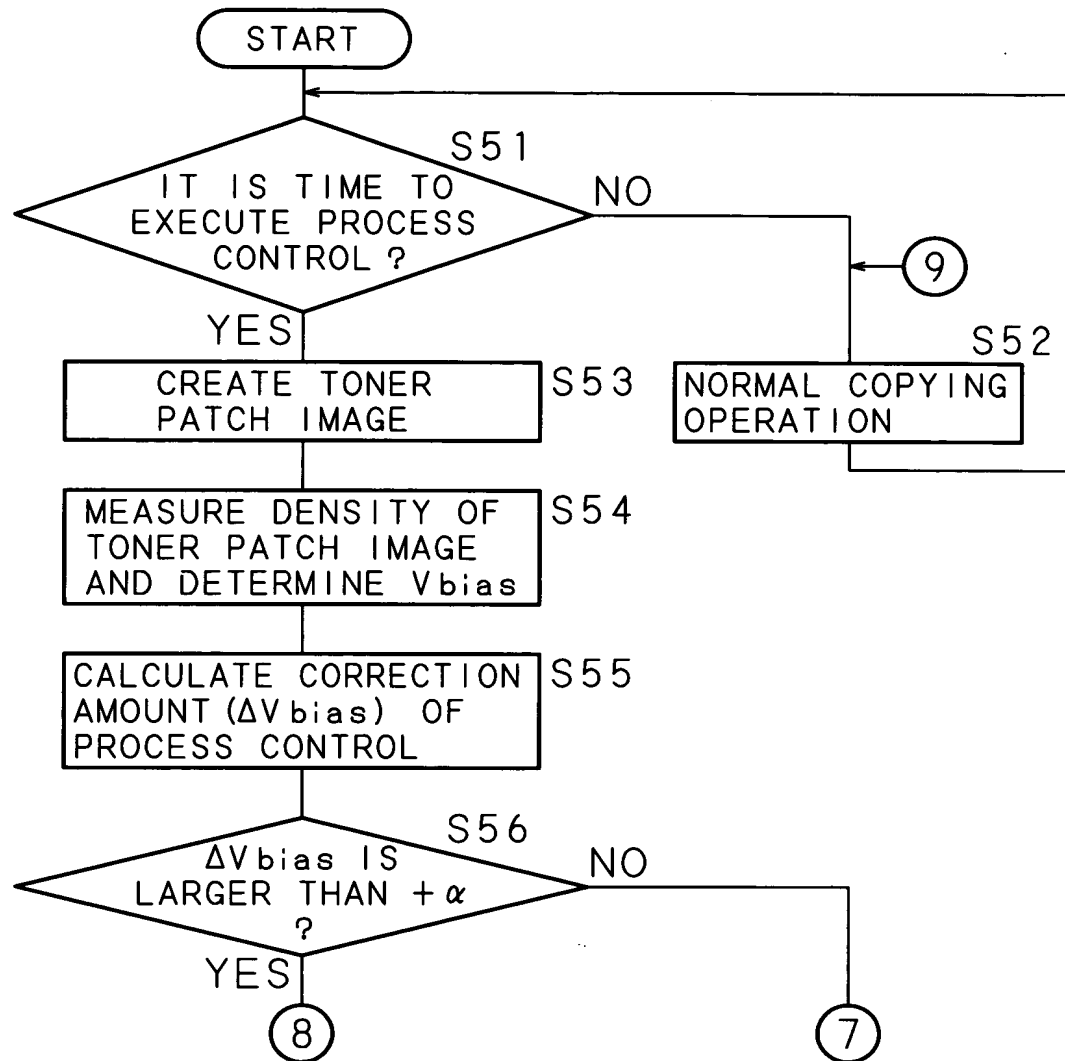 START
S51
IT IS TIME TO
EXECUTE PROCESS
CONTROL?
NO
YES
9
S52
NORMAL COPYING
OPERATION
CREATE TONER
PATCH IMAGE
S53
MEASURE DENSITY OF
TONER PATCH IMAGE
AND DETERMINE Vbias
S54
CALCULATE CORRECTION
AMOUNT (ΔVbias) OF
PROCESS CONTROL
S55
S56
ΔVbias IS
LARGER THAN +α
?
NO
YES
8
7